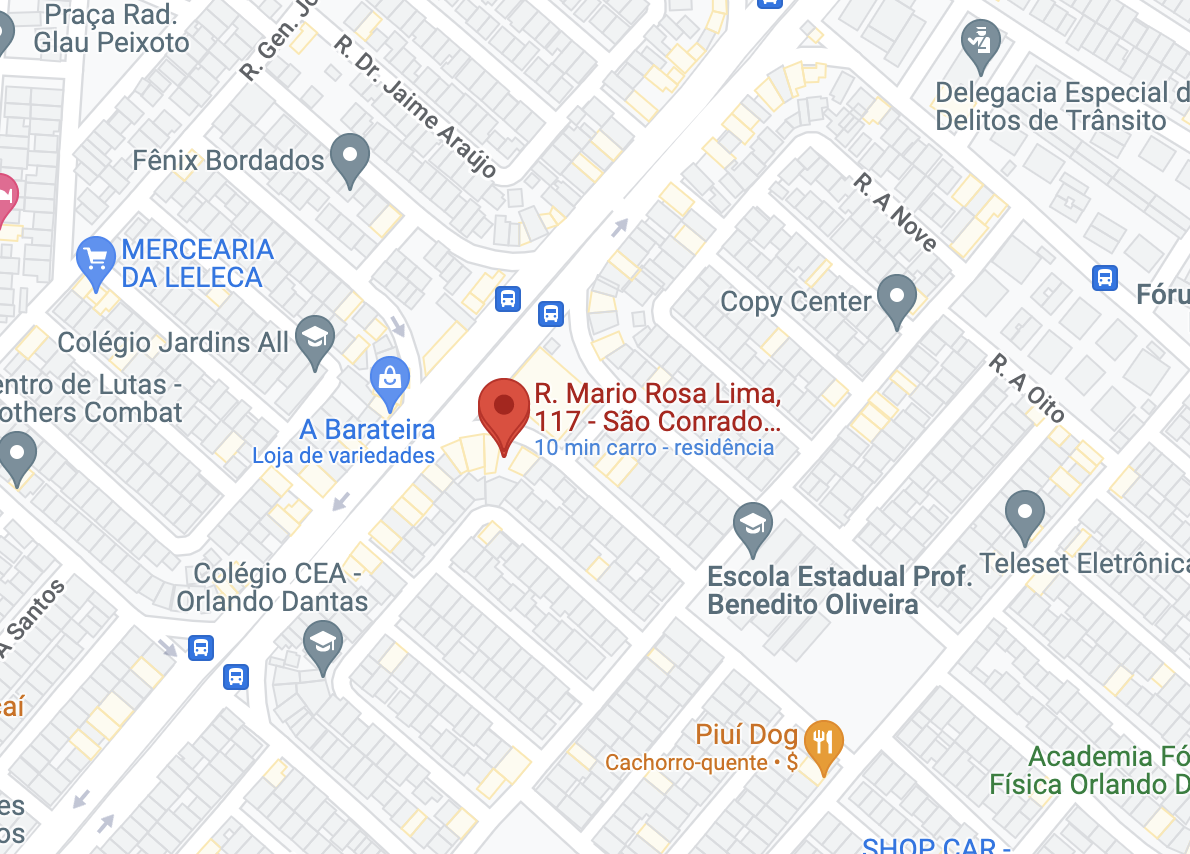 Praça Rad.
Glau Peixoto
R. Gen. Jo
R. Dr. Jaime Araújo
Delegacia Especial d
Delitos de Trânsito
Fênix Bordados
R. A Nove
MERCEARIA
DA LELECA
Copy Center
Fóru
Colégio Jardins All
R. A Oito
entro de Lutas -
others Combat
R. Mario Rosa Lima,
117 - São Conrado...
10 min carro - residência
A Barateira
Loja de variedades
Teleset Eletrônica
Escola Estadual Prof.
Benedito Oliveira
Colégio CEA -
Orlando Dantas
A Santos
çaí
Piuí Dog
Cachorro-quente • $
Academia Fó
Física Orlando D
es
os
SHOP CAR -